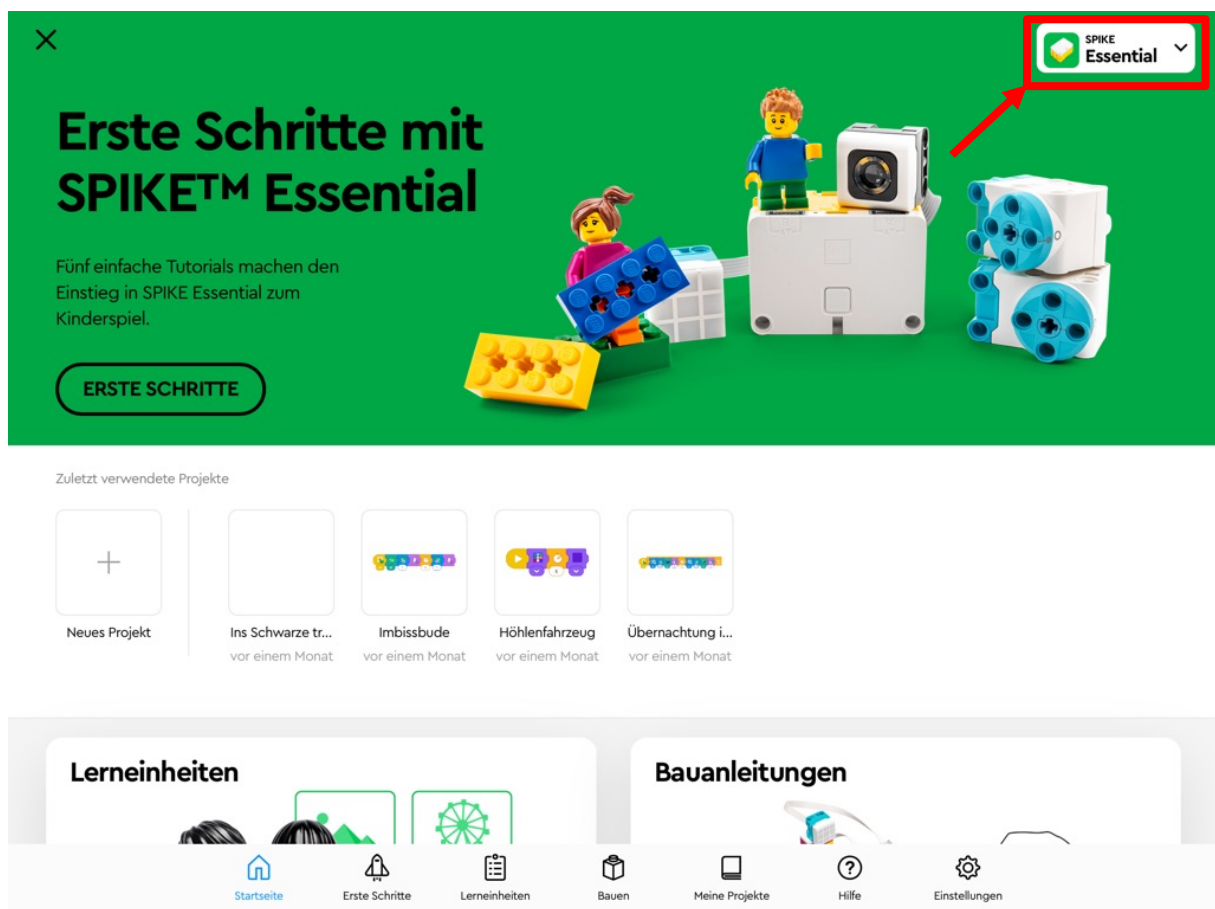 SPIKE
Essential
Erste Schritte mit
SPIKE™ Essential
Fünf einfache Tutorials machen den
Einstieg in SPIKE Essential zum
Kinderspiel.
ERSTE SCHRITTE
Zuletzt verwendete Projekte
Neues Projekt
Ins Schwarze tr...
vor einem Monat
Imbissbude
vor einem Monat
Höhlenfahrzeug
vor einem Monat
Übernachtung i...
vor einem Monat
Lerneinheiten
Bauanleitungen
Startseite
Erste Schritte
Lerneinheiten
Bauen
Meine Projekte
Hilfe
Einstellungen